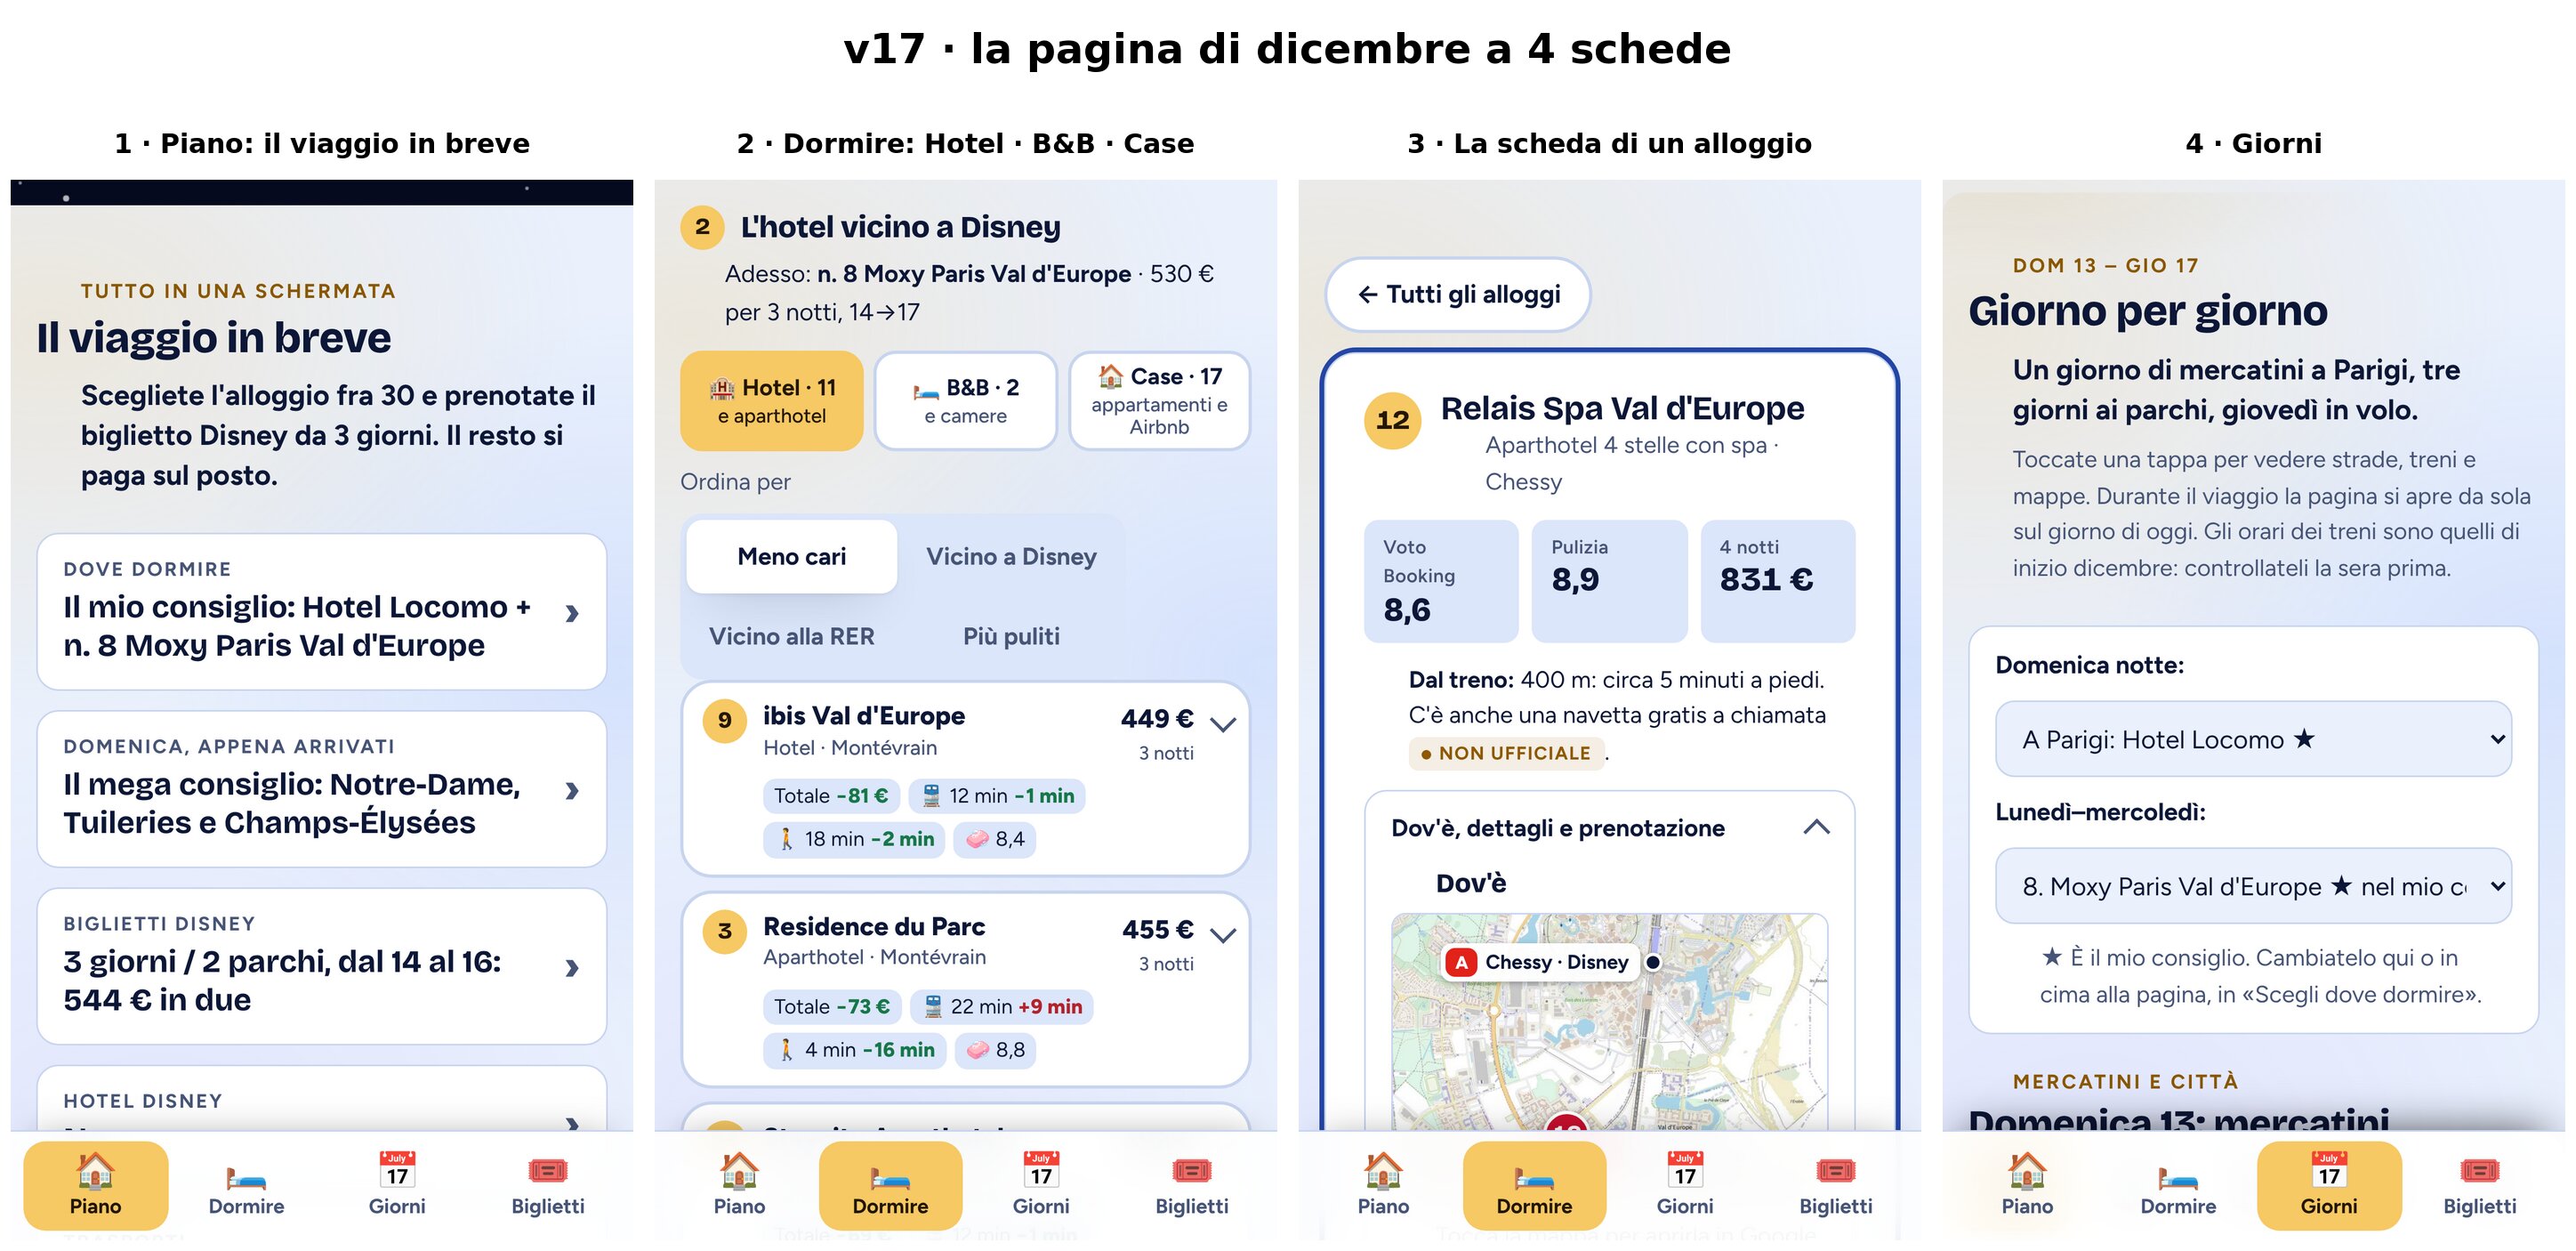 v17 · la pagina di dicembre a 4 schede
1 · Piano: il viaggio in breve
TUTTO IN UNA SCHERMATA
Il viaggio in breve
Scegliete l'alloggio fra 30 e prenotate il
biglietto Disney da 3 giorni. Il resto si
paga sul posto.
DOVE DORMIRE
Il mio consiglio: Hotel Locomo +
n. 8 Moxy Paris Val d'Europe
›
DOMENICA, APPENA ARRIVATI
Il mega consiglio: Notre-Dame,
Tuileries e Champs-Élysées
›
BIGLIETTI DISNEY
3 giorni / 2 parchi, dal 14 al 16:
544 € in due
›
HOTEL DISNEY
›
Piano
Dormire
July
17
Giorni
Biglietti
2 · Dormire: Hotel · B&B · Case
2 L'hotel vicino a Disney
Adesso: n. 8 Moxy Paris Val d'Europe · 530 €
per 3 notti, 14→17
Hotel · 11
e aparthotel
B&B · 2
e camere
Case · 17
appartamenti e
Airbnb
Ordina per
Meno cari
Vicino a Disney
Vicino alla RER
Più puliti
9 ibis Val d'Europe 449 €
Hotel · Montévrain 3 notti
Totale −81 € 12 min −1 min
18 min −2 min 8,4
3 Residence du Parc 455 €
Aparthotel · Montévrain 3 notti
Totale −73 € 22 min +9 min
4 min −16 min 8,8
Piano
Dormire
July
17
Giorni
Biglietti
3 · La scheda di un alloggio
← Tutti gli alloggi
12 Relais Spa Val d'Europe
Aparthotel 4 stelle con spa ·
Chessy
Voto
Booking
8,6
Pulizia
8,9
4 notti
831 €
Dal treno: 400 m: circa 5 minuti a piedi.
C'è anche una navetta gratis a chiamata
● NON UFFICIALE .
Dov'è, dettagli e prenotazione
Dov'è
A Chessy · Disney
Val d'Europe
Piano
Dormire
July
17
Giorni
Biglietti
4 · Giorni
DOM 13 – GIO 17
Giorno per giorno
Un giorno di mercatini a Parigi, tre
giorni ai parchi, giovedì in volo.
Toccate una tappa per vedere strade, treni e
mappe. Durante il viaggio la pagina si apre da sola
sul giorno di oggi. Gli orari dei treni sono quelli di
inizio dicembre: controllateli la sera prima.
Domenica notte:
A Parigi: Hotel Locomo ★
Lunedì–mercoledì:
8. Moxy Paris Val d'Europe ★ nel mio
★ È il mio consiglio. Cambiatelo qui o in
cima alla pagina, in «Scegli dove dormire».
MERCATINI E CITTÀ
Domenica 13: mercatini
Piano
Dormire
July
17
Giorni
Biglietti